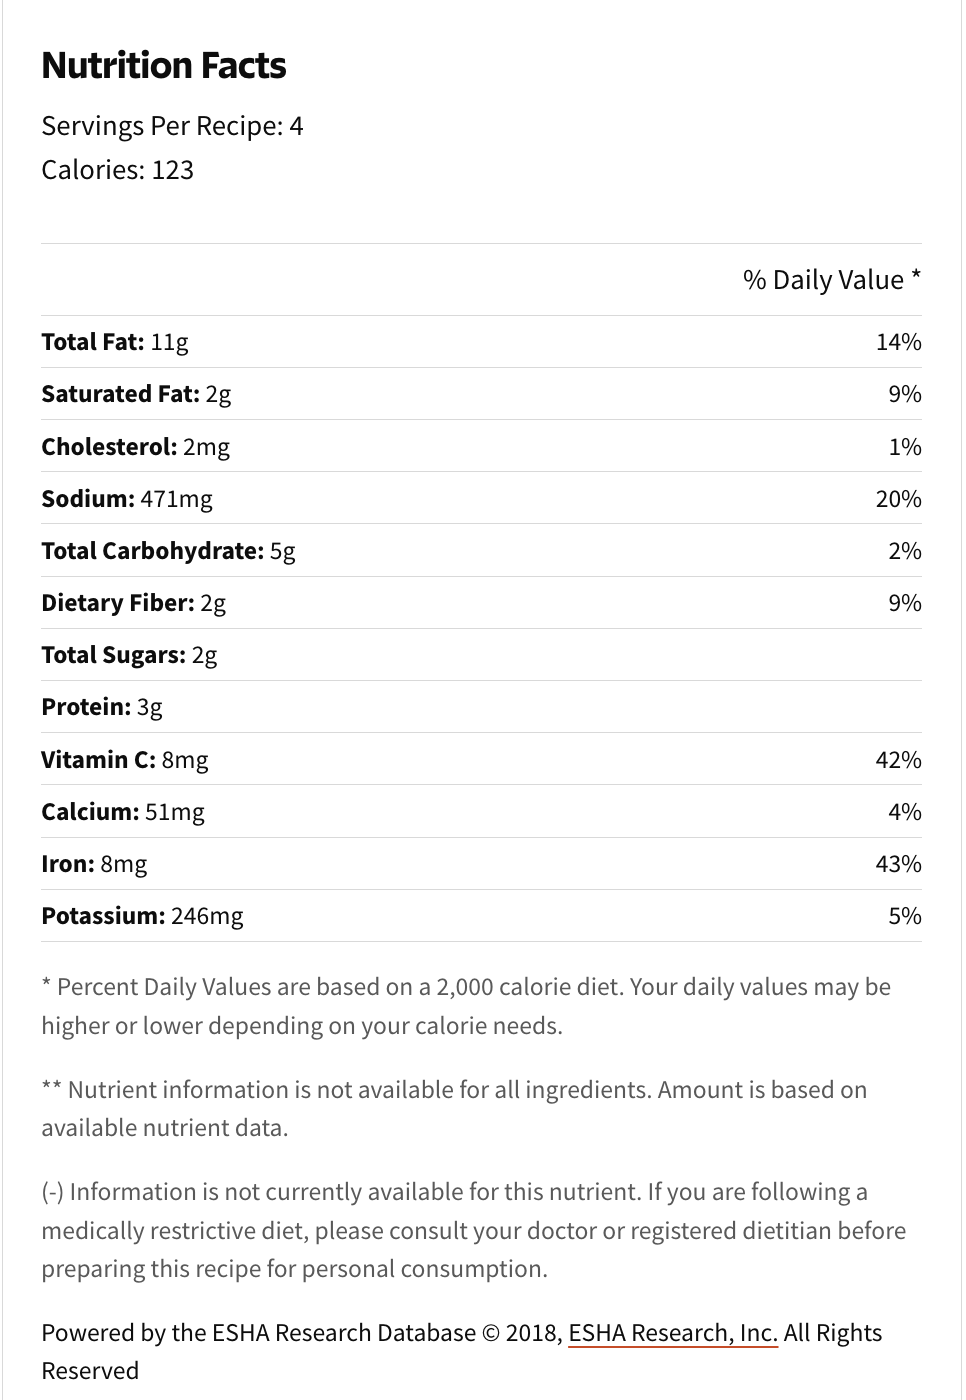 Nutrition Facts
Servings Per Recipe: 4
Calories: 123
% Daily Value *
Total Fat: 11g 14%
Saturated Fat: 2g 9%
Cholesterol: 2mg 1%
Sodium: 471mg 20%
Total Carbohydrate: 5g 2%
Dietary Fiber: 2g 9%
Total Sugars: 2g
Protein: 3g
Vitamin C: 8mg 42%
Calcium: 51mg 4%
Iron: 8mg 43%
Potassium: 246mg 5%
* Percent Daily Values are based on a 2,000 calorie diet. Your daily values may be
higher or lower depending on your calorie needs.
** Nutrient information is not available for all ingredients. Amount is based on
available nutrient data.
(-) Information is not currently available for this nutrient. If you are following a
medically restrictive diet, please consult your doctor or registered dietitian before
preparing this recipe for personal consumption.
Powered by the ESHA Research Database © 2018, ESHA Research, Inc. All Rights
Reserved